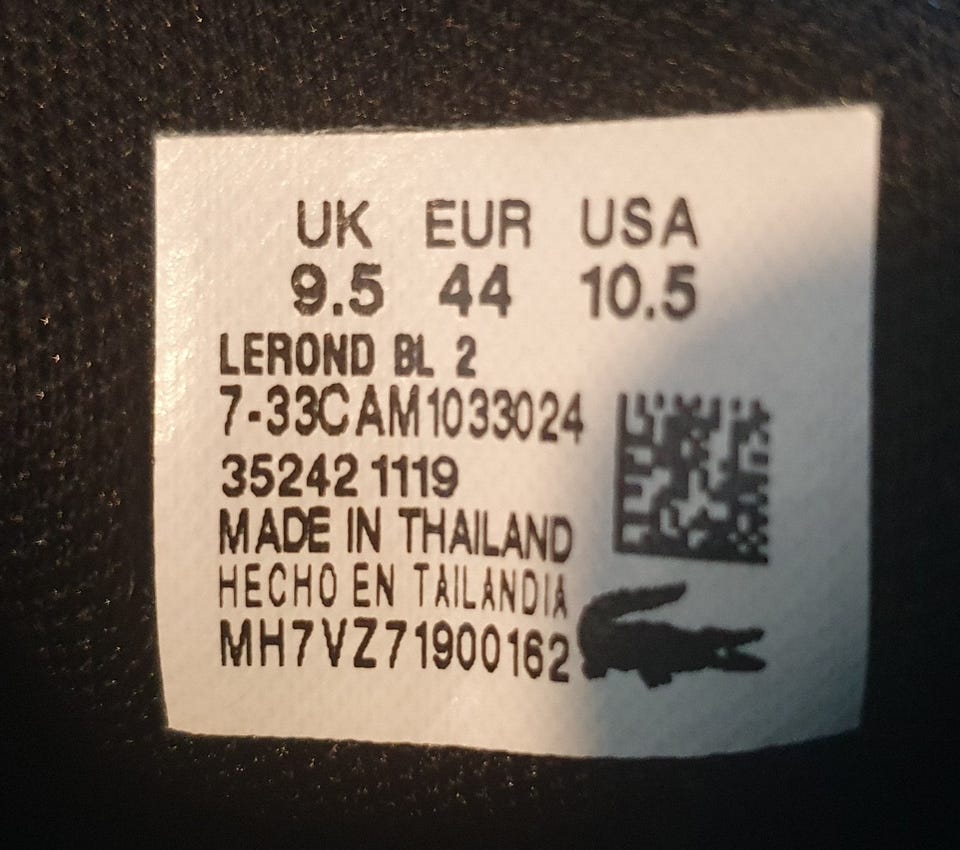 UK EUR USA
9.5 44 10.5
LEROND BL 2
7-33CAM1033024
35242 1119
MADE IN THAILAND
HECHO EN TAILANDIA
MH7VZ71900162